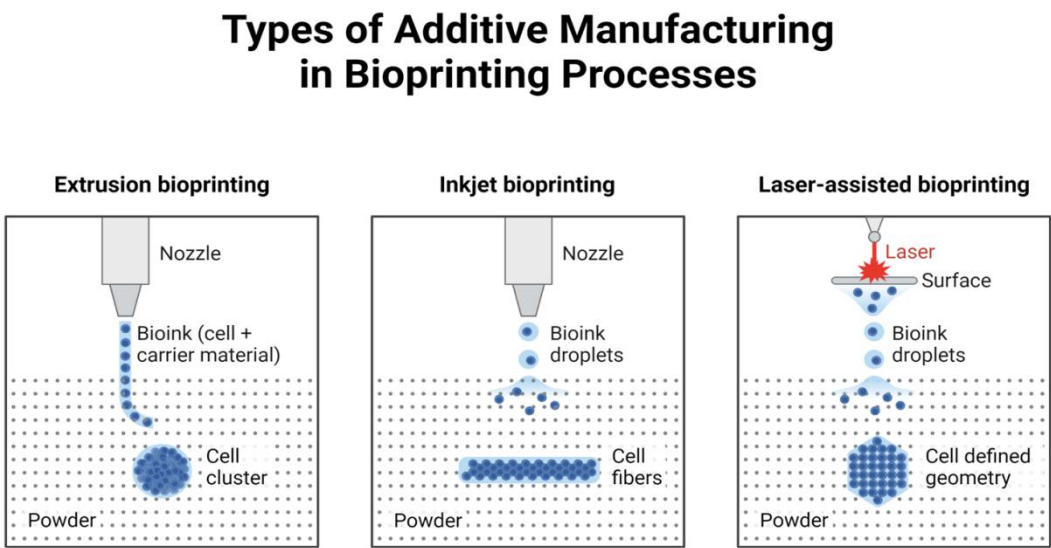 Types of Additive Manufacturing
in Bioprinting Processes
Extrusion bioprinting
Nozzle
Bioink (cell +
carrier material)
Cell
cluster
Powder
Inkjet bioprinting
Nozzle
Bioink
droplets
Cell
fibers
Powder
Laser-assisted bioprinting
Laser
Surface
Bioink
droplets
Cell defined
geometry
Powder